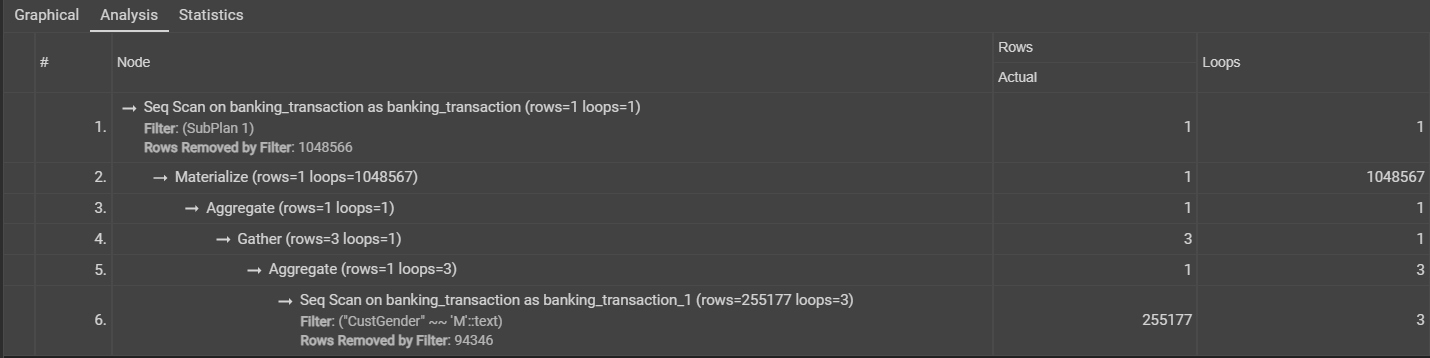 Graphical Analysis Statistics
# Node Rows Loops
Actual
→ Seq Scan on banking_transaction as banking_transaction (rows=1 loops=1)
1. Filter: (SubPlan 1) 1 1
Rows Removed by Filter: 1048566
2. → Materialize (rows=1 loops=1048567) 1 1048567
3. → Aggregate (rows=1 loops=1) 1 1
4. → Gather (rows=3 loops=1) 3 1
5. → Aggregate (rows=1 loops=3) 1 3
→ Seq Scan on banking_transaction as banking_transaction_1 (rows=255177 loops=3)
6. Filter: ("CustGender" ~~ 'M'::text) 255177 3
Rows Removed by Filter: 94346